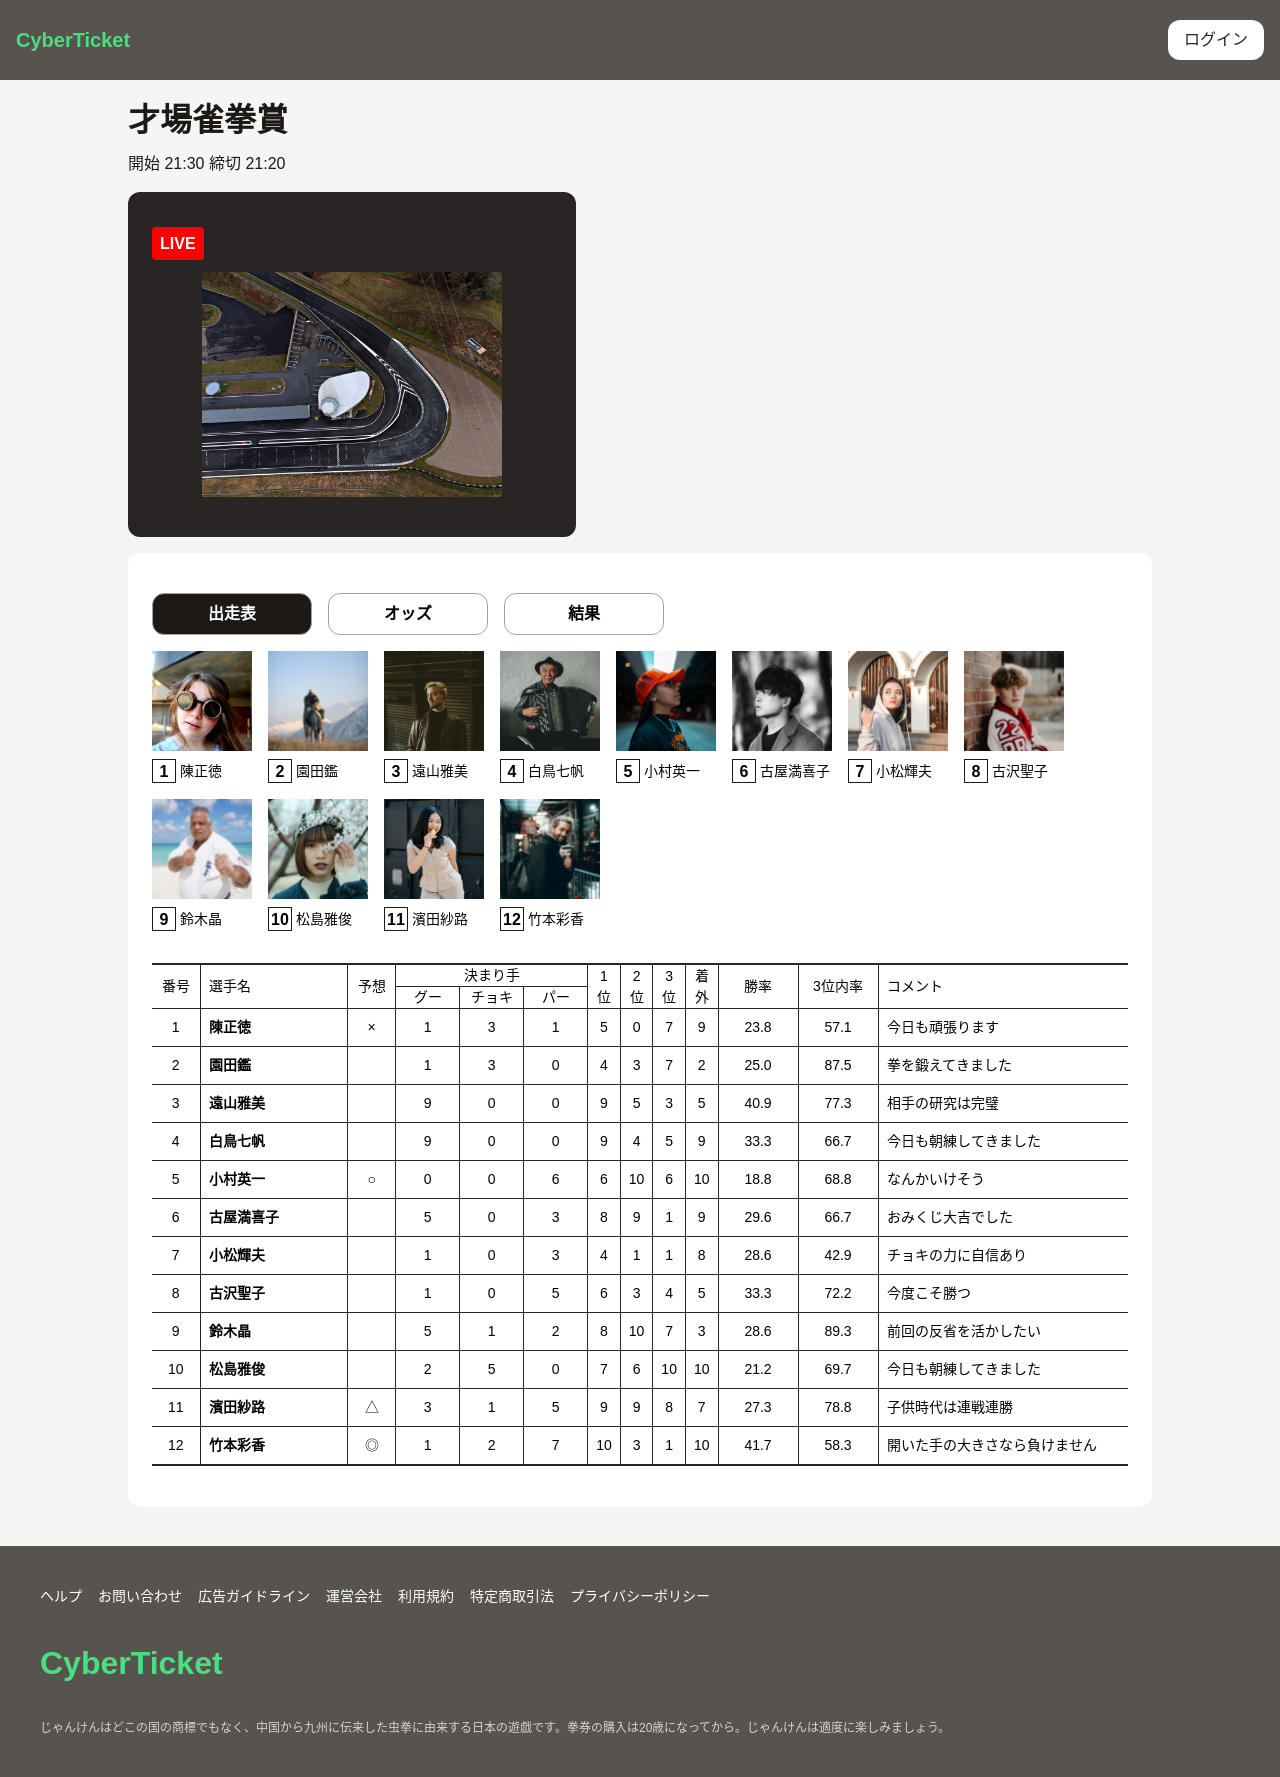 CyberTicket
ログイン
才場雀拳賞
開始 21:30 締切 21:20
LIVE
出走表 オッズ 結果
1 陳正徳 2 園田鑑 3 遠山雅美 4 白鳥七帆 5 小村英一 6 古屋満喜子 7 小松輝夫 8 古沢聖子
9 鈴木晶 10 松島雅俊 11 濱田紗路 12 竹本彩香
番号 選手名 予想 決まり手 グー チョキ パー 1位 2位 3位 着外 勝率 3位内率 コメント
1 陳正徳 × 1 3 1 5 0 7 9 23.8 57.1 今日も頑張ります
2 園田鑑 1 3 0 4 3 7 2 25.0 87.5 拳を鍛えてきました
3 遠山雅美 9 0 0 9 5 3 5 40.9 77.3 相手の研究は完璧
4 白鳥七帆 9 0 0 9 4 5 9 33.3 66.7 今日も朝練してきました
5 小村英一 ○ 0 0 6 6 10 6 10 18.8 68.8 なんかいけそう
6 古屋満喜子 5 0 3 8 9 1 9 29.6 66.7 おみくじ大吉でした
7 小松輝夫 1 0 3 4 1 1 8 28.6 42.9 チョキの力に自信あり
8 古沢聖子 1 0 5 6 3 4 5 33.3 72.2 今度こそ勝つ
9 鈴木晶 5 1 2 8 10 7 3 28.6 89.3 前回の反省を活かしたい
10 松島雅俊 2 5 0 7 6 10 10 21.2 69.7 今日も朝練してきました
11 濱田紗路 △ 3 1 5 9 9 8 7 27.3 78.8 子供時代は連戦連勝
12 竹本彩香 ◎ 1 2 7 10 3 1 10 41.7 58.3 開いた手の大きさなら負けません
ヘルプ お問い合わせ 広告ガイドライン 運営会社 利用規約 特定商取引法 プライバシーポリシー
CyberTicket
じゃんけんはどこの国の商標でもなく、中国から九州に伝来した虫拳に由来する日本の遊戯です。拳券の購入は20歳になってから。じゃんけんは適度に楽しみましょう。